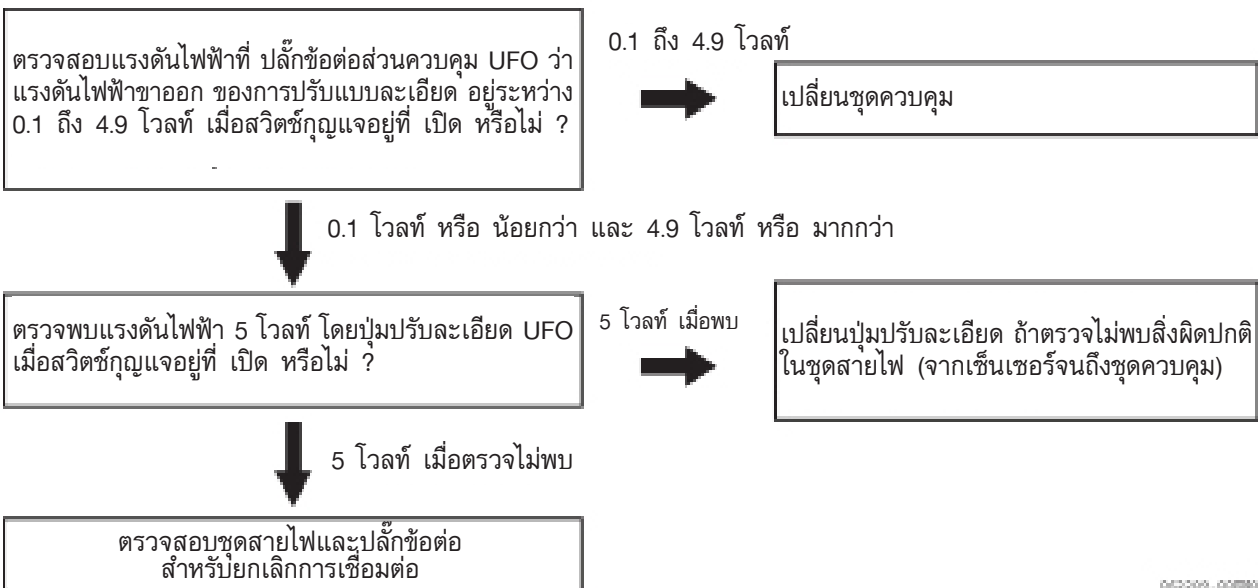 ตรวจสอบแรงดันไฟฟ้าที่ ปลั๊กข้อต่อส่วนควบคุม UFO ว่า
แรงดันไฟฟ้าขาออก ของการปรับแบบละเอียด อยู่ระหว่าง
0.1 ถึง 4.9 โวลท์ เมื่อสวิตช์กุญแจอยู่ที่ เปิด หรือไม่ ?
0.1 ถึง 4.9 โวลท์
เปลี่ยนชุดควบคุม
0.1 โวลท์ หรือ น้อยกว่า และ 4.9 โวลท์ หรือ มากกว่า
ตรวจพบแรงดันไฟฟ้า 5 โวลท์ โดยปุ่มปรับละเอียด UFO
เมื่อสวิตช์กุญแจอยู่ที่ เปิด หรือไม่ ?
5 โวลท์ เมื่อพบ
เปลี่ยนปุ่มปรับละเอียด ถ้าตรวจไม่พบสิ่งผิดปกติ
ในชุดสายไฟ (จากเซ็นเซอร์จนถึงชุดควบคุม)
5 โวลท์ เมื่อตรวจไม่พบ
ตรวจสอบชุดสายไฟและปลั๊กข้อต่อ
สำหรับยกเลิกการเชื่อมต่อ